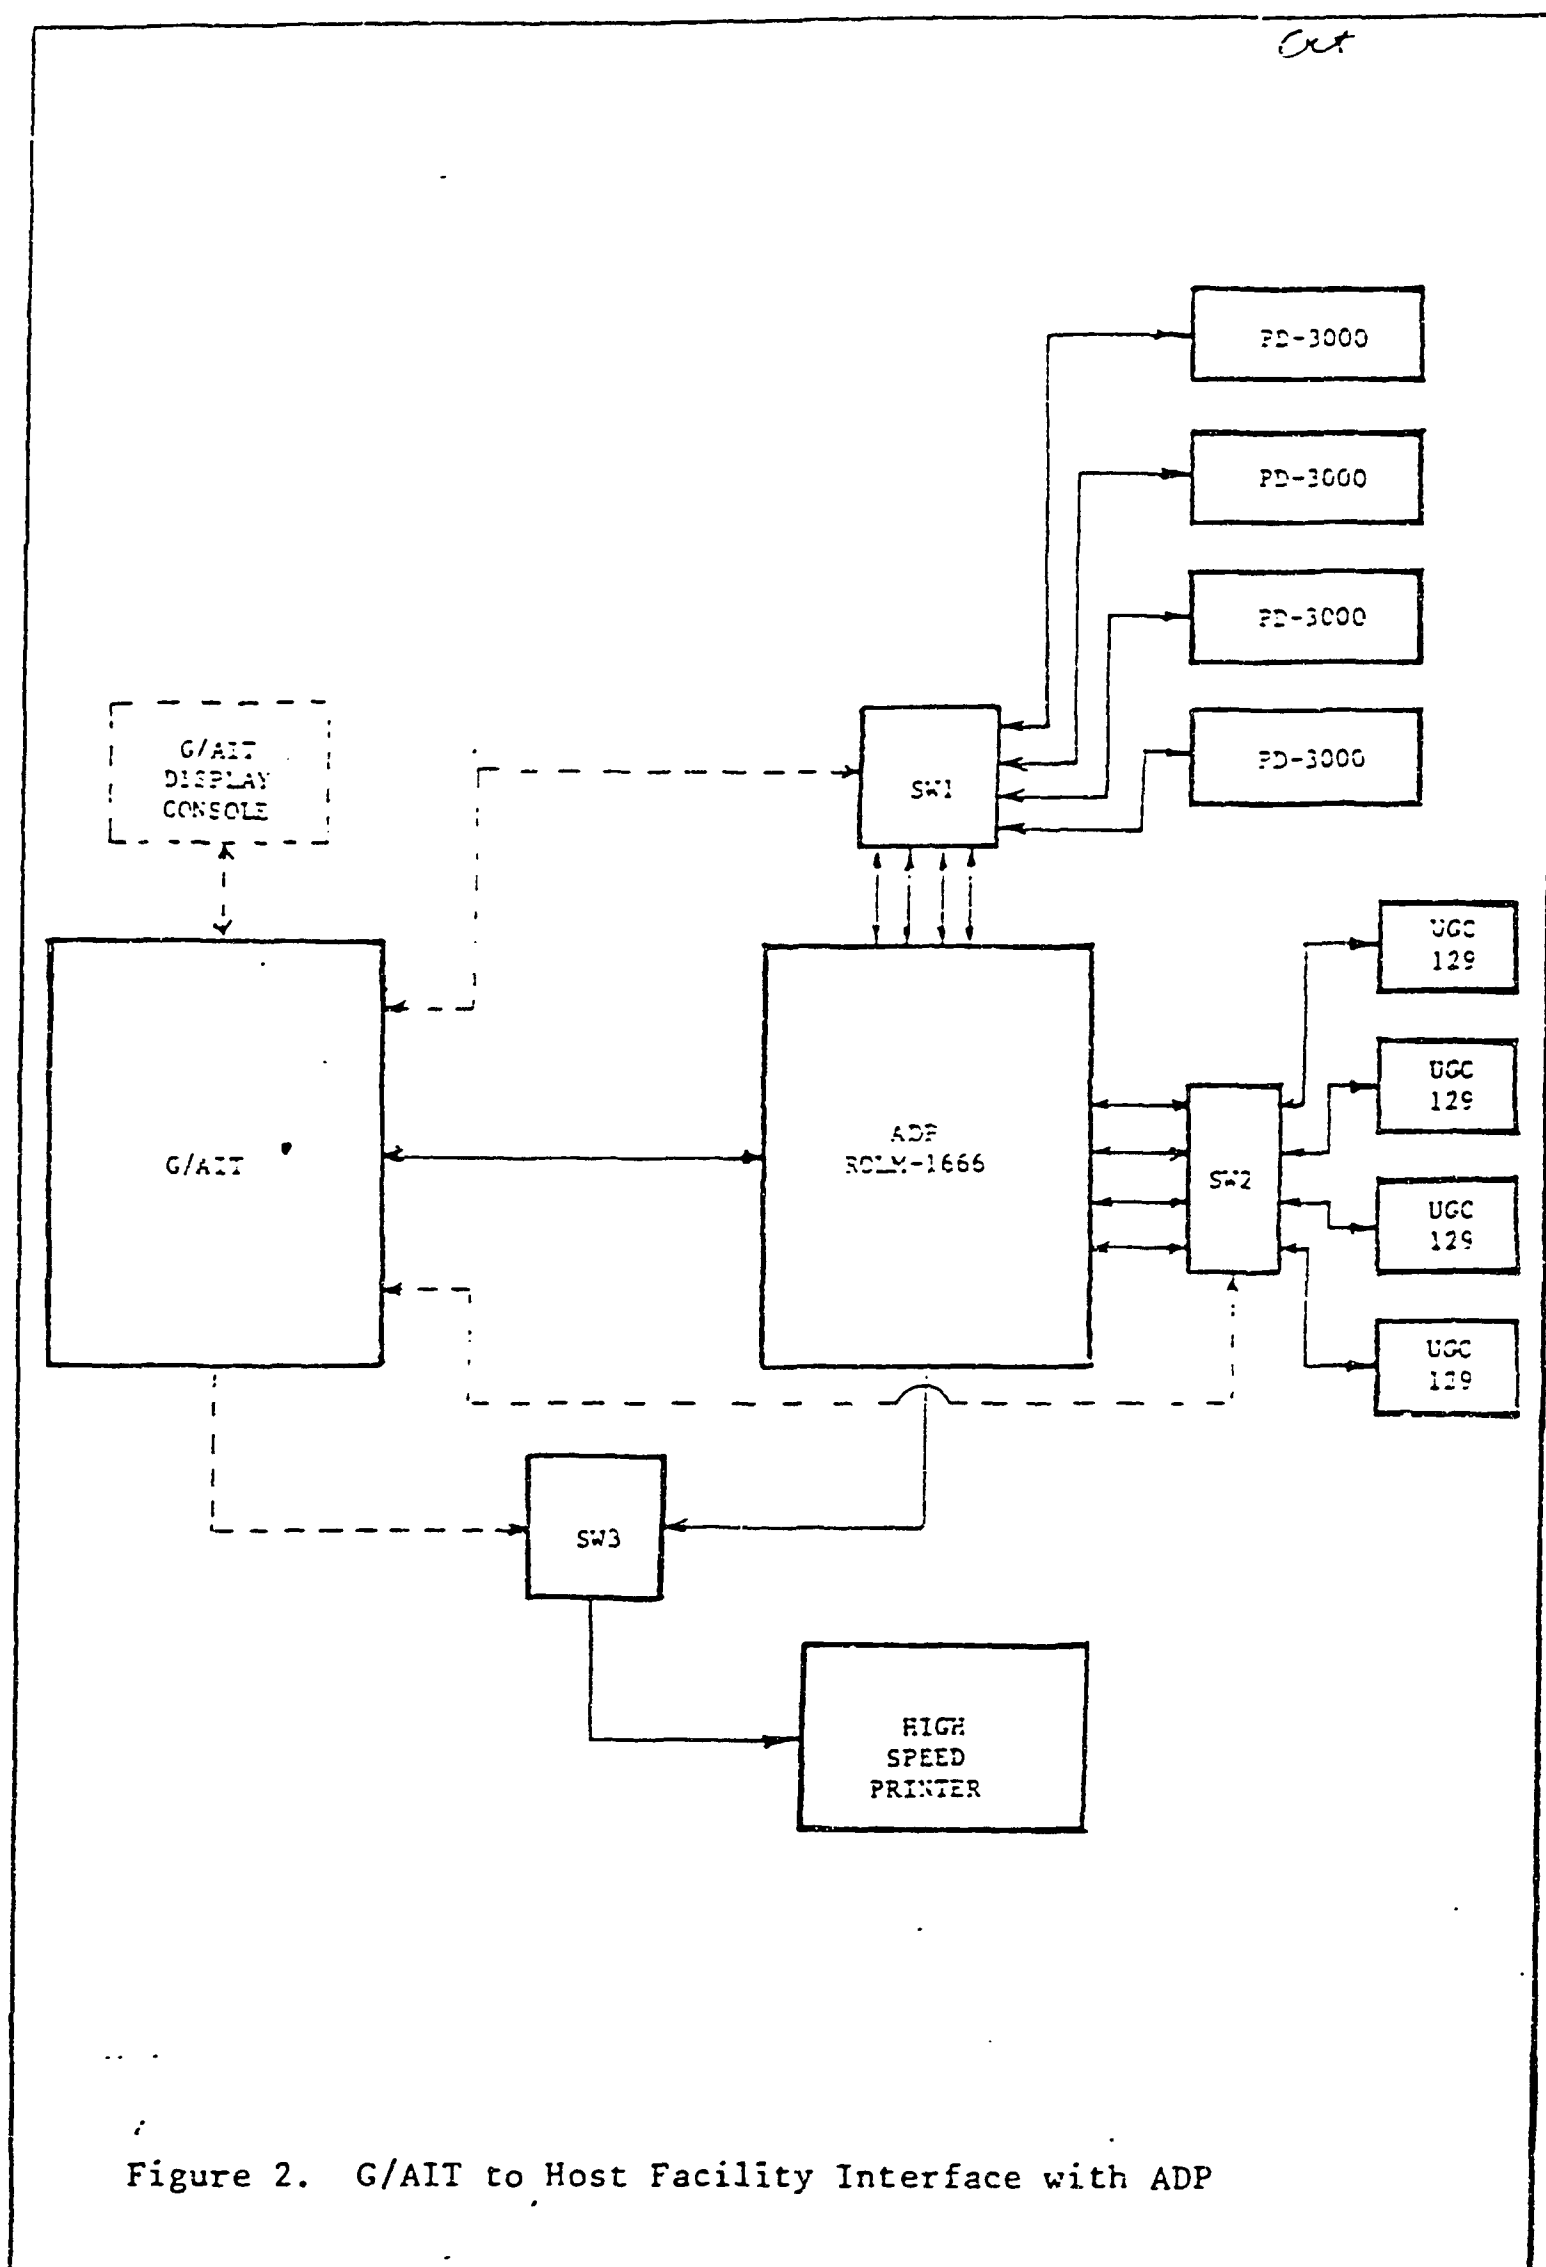 PD-3000
PD-3000
PD-3000
PD-3000
G/AIT
DISPLAY
CONSOLE
SW1
UGC
129
UGC
129
UGC
129
UGC
129
G/AIT
ADP
ROLM-1666
SW2
SW3
HIGH
SPEED
PRINTER
Figure 2. G/AIT to Host Facility Interface with ADP